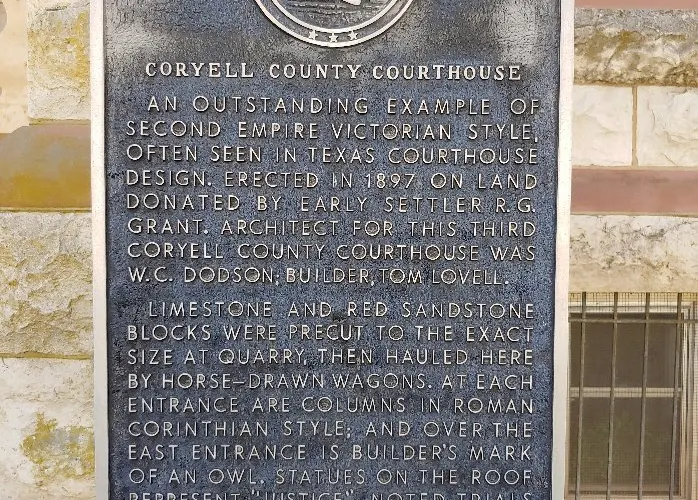 CORYELL COUNTY COURTHOUSE
AN OUTSTANDING EXAMPLE OF
SECOND EMPIRE VICTORIAN STYLE,
OFTEN SEEN IN TEXAS COURTHOUSE
DESIGN. ERECTED IN 1897 ON LAND
DONATED BY EARLY SETTLER R.G.
GRANT. ARCHITECT FOR THIS THIRD
CORYELL COUNTY COURTHOUSE WAS
W.C. DODSON; BUILDER, TOM LOVELL.
LIMESTONE AND RED SANDSTONE
BLOCKS WERE PRECUT TO THE EXACT
SIZE AT QUARRY, THEN HAULED HERE
BY HORSE-DRAWN WAGONS. AT EACH
ENTRANCE ARE COLUMNS IN ROMAN
CORINTHIAN STYLE; AND OVER THE
EAST ENTRANCE IS BUILDER'S MARK
OF AN OWL. STATUES ON THE ROOF
REPRESENT "JUSTICE". NOTED TRIALS